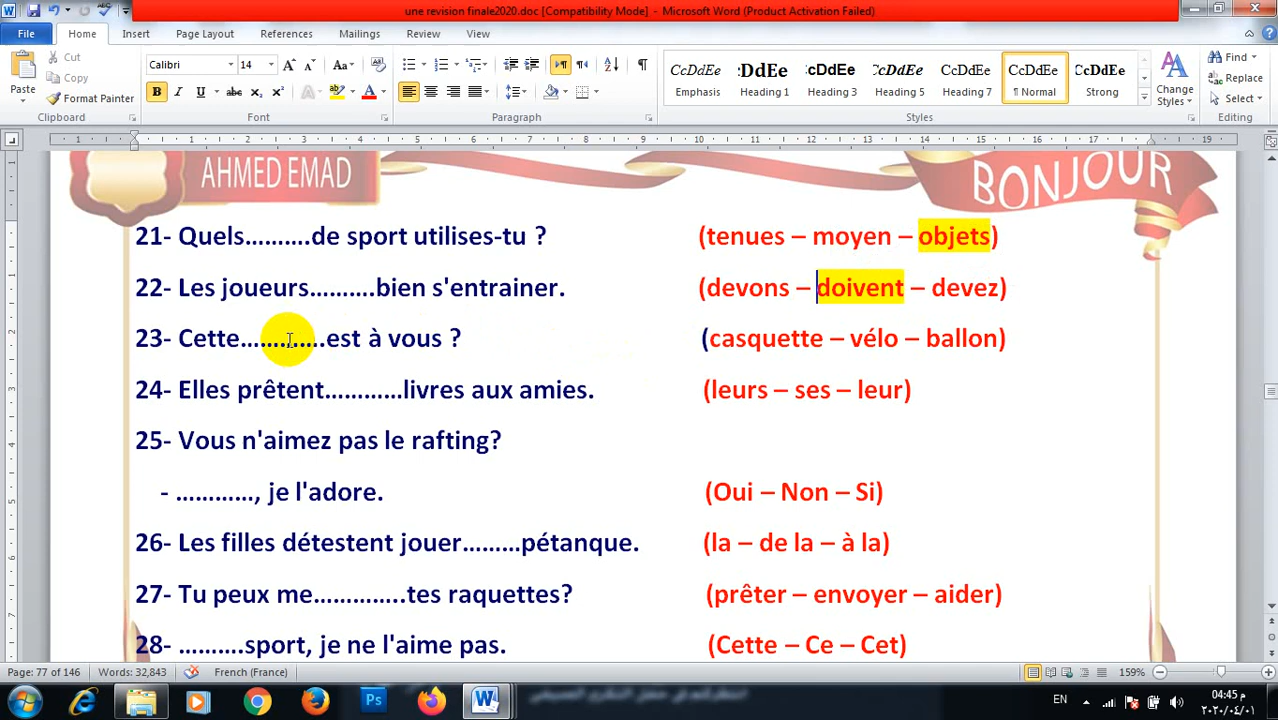 une revision finale2020.doc [Compatibility Mode] - Microsoft Word (Product Activation Failed)
File Home Insert Page Layout References Mailings Review View
Paste
Cut
Copy
Format Painter
Clipboard
Calibri 14
Font
Paragraph
CcDdEe :DdEe cDdEe CcDdEe CcDdEe CcDdEe CcDdEe
Emphasis Heading 1 Heading 3 Heading 5 Heading 7 ¶ Normal Strong
Change Styles
Styles
Find
Replace
Select
Editing
AHMED EMAD
BONJOUR
21- Quels..........de sport utilises-tu ? (tenues – moyen – objets)
22- Les joueurs..........bien s'entrainer. (devons – doivent – devez)
23- Cette.............est à vous ? (casquette – vélo – ballon)
24- Elles prêtent............livres aux amies. (leurs – ses – leur)
25- Vous n'aimez pas le rafting?
- ............, je l'adore. (Oui – Non – Si)
26- Les filles détestent jouer.........pétanque. (la – de la – à la)
27- Tu peux me..............tes raquettes? (prêter – envoyer – aider)
28- ..........sport, je ne l'aime pas. (Cette – Ce – Cet)
Page: 77 of 146 Words: 32,843 French (France) 159%
EN
04:45 م
٢٠٢٠/٠٤/٠١